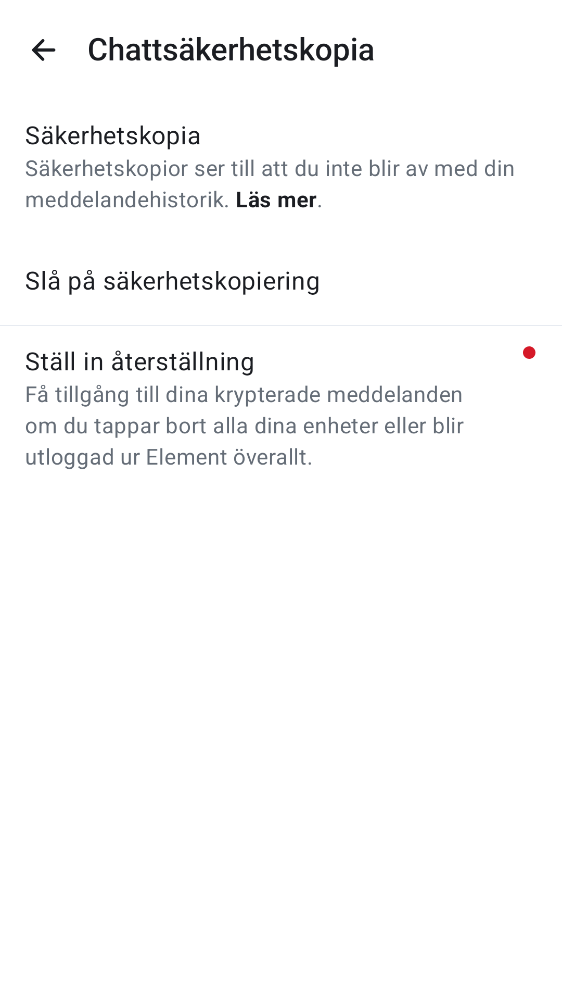 Chattsäkerhetskopia
Säkerhetskopia
Säkerhetskopior ser till att du inte blir av med din
meddelandehistorik. Läs mer.
Slå på säkerhetskopiering
Ställ in återställning
Få tillgång till dina krypterade meddelanden
om du tappar bort alla dina enheter eller blir
utloggad ur Element överallt.